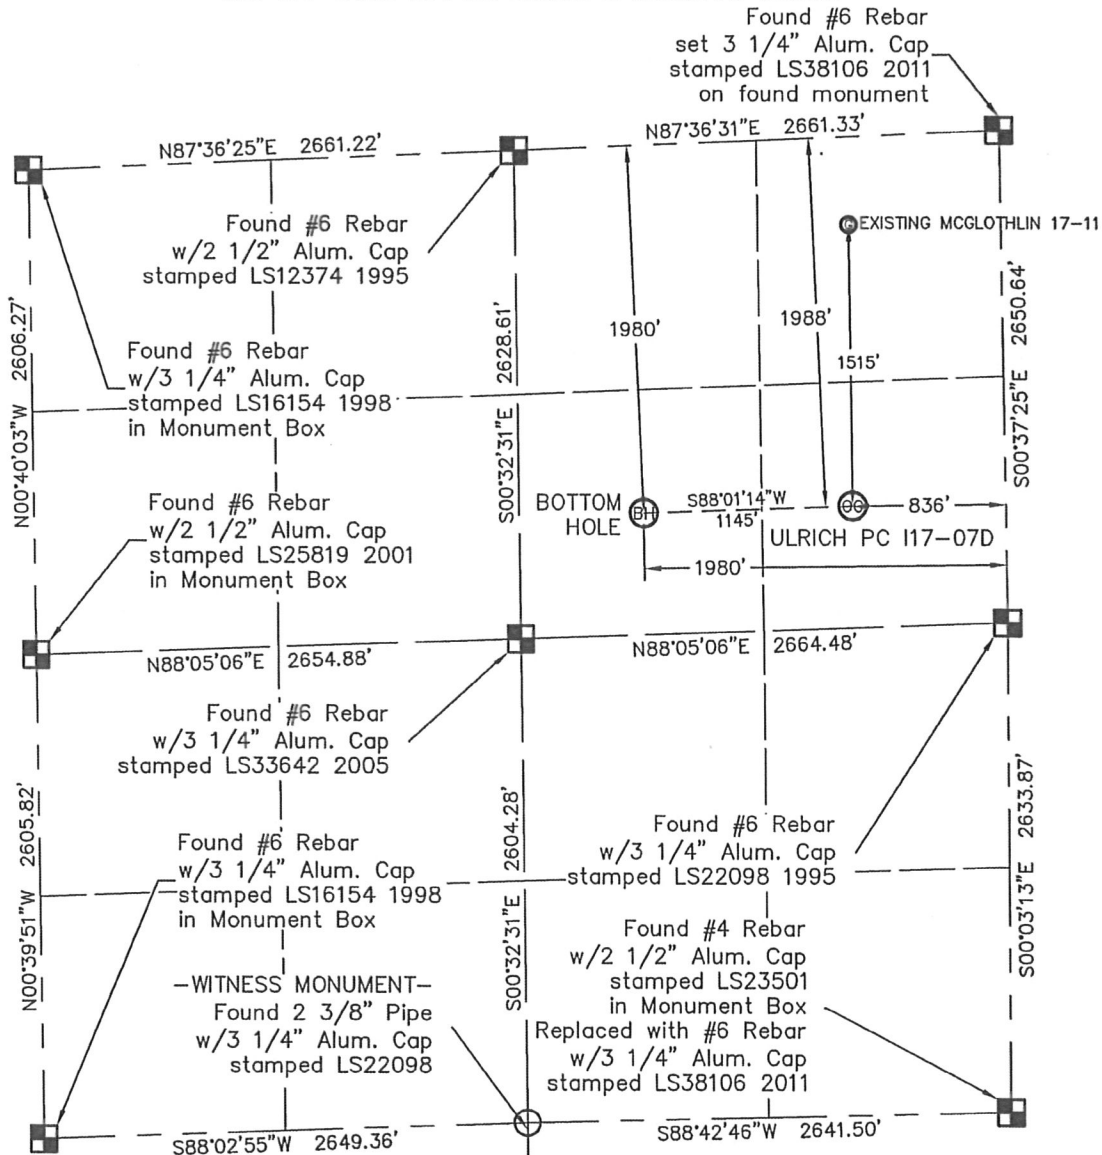 Found #6 Rebar
set 3 1/4" Alum. Cap
stamped LS38106 2011
on found monument
N87°36'25"E 2661.22'
N87°36'31"E 2661.33'
Found #6 Rebar
w/2 1/2" Alum. Cap
stamped LS12374 1995
G EXISTING MCGLOTHLIN 17-11
N00°40'03"W 2606.27'
S00°32'31"E 2628.61'
1980'
1988'
1515'
S00°37'25"E 2650.64'
Found #6 Rebar
w/3 1/4" Alum. Cap
stamped LS16154 1998
in Monument Box
Found #6 Rebar
w/2 1/2" Alum. Cap
stamped LS25819 2001
in Monument Box
BOTTOM
HOLE
BH
S88°01'14"W
1145'
OG
836'
ULRICH PC I17-07D
1980'
N88°05'06"E 2654.88'
N88°05'06"E 2664.48'
Found #6 Rebar
w/3 1/4" Alum. Cap
stamped LS33642 2005
N00°39'51"W 2605.82'
S00°32'31"E 2604.28'
S00°03'13"E 2633.87'
Found #6 Rebar
w/3 1/4" Alum. Cap
stamped LS16154 1998
in Monument Box
Found #6 Rebar
w/3 1/4" Alum. Cap
stamped LS22098 1995
-WITNESS MONUMENT-
Found 2 3/8" Pipe
w/3 1/4" Alum. Cap
stamped LS22098
Found #4 Rebar
w/2 1/2" Alum. Cap
stamped LS23501
in Monument Box
Replaced with #6 Rebar
w/3 1/4" Alum. Cap
stamped LS38106 2011
S88°02'55"W 2649.36'
S88°42'46"W 2641.50'